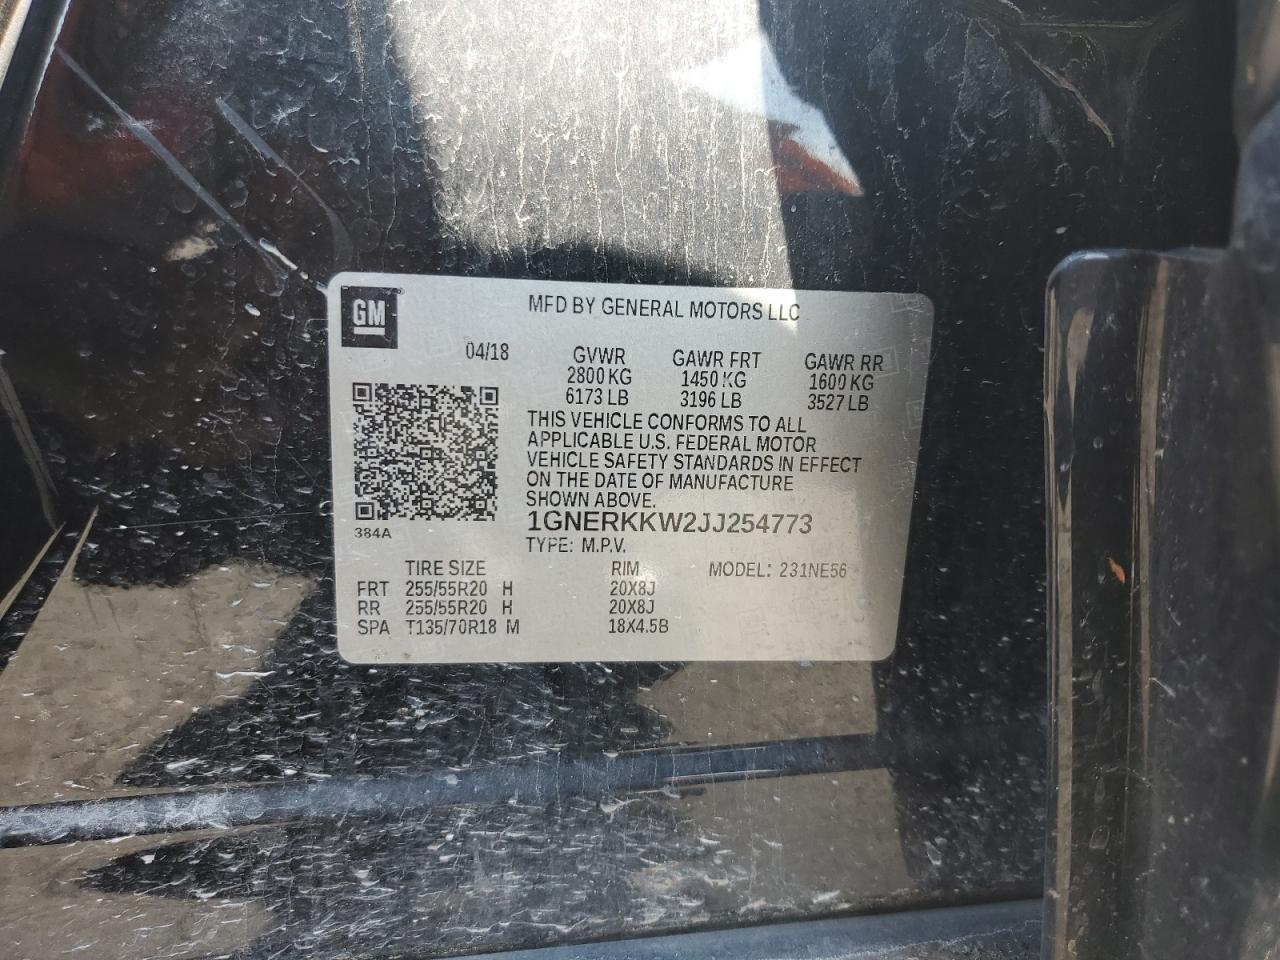 GM
MFD BY GENERAL MOTORS LLC
04/18 GVWR GAWR FRT GAWR RR
2800 KG 1450 KG 1600 KG
6173 LB 3196 LB 3527 LB
THIS VEHICLE CONFORMS TO ALL
APPLICABLE U.S. FEDERAL MOTOR
VEHICLE SAFETY STANDARDS IN EFFECT
ON THE DATE OF MANUFACTURE
SHOWN ABOVE.
1GNERKKW2JJ254773
384A
TYPE: M.P.V.
TIRE SIZE RIM MODEL: 231NE56
FRT 255/55R20 H 20X8J
RR 255/55R20 H 20X8J
SPA T135/70R18 M 18X4.5B